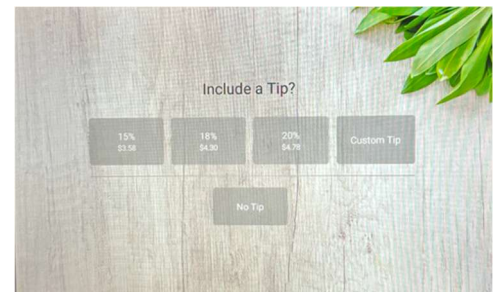 Include a Tip?
15%
$3.58
18%
$4.30
20%
$4.78
Custom Tip
No Tip